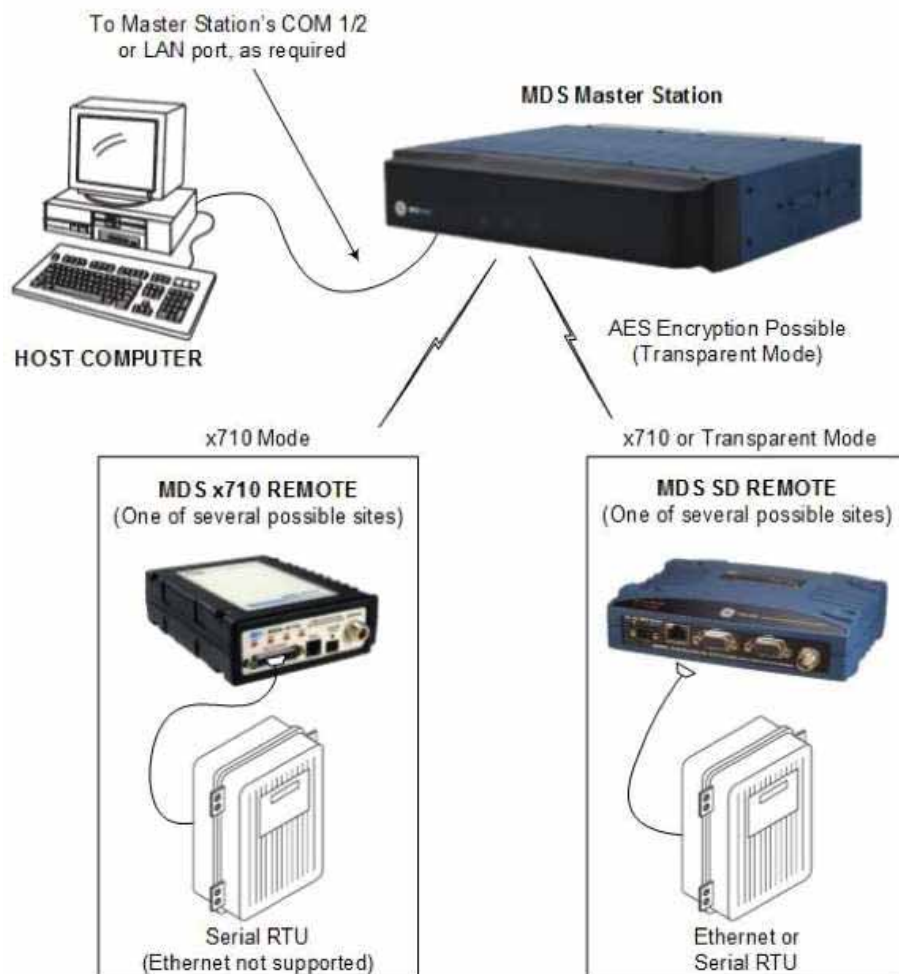 To Master Station's COM 1/2
or LAN port, as required
MDS Master Station
HOST COMPUTER
AES Encryption Possible
(Transparent Mode)
x710 Mode
x710 or Transparent Mode
MDS x710 REMOTE
(One of several possible sites)
MDS SD REMOTE
(One of several possible sites)
Serial RTU
(Ethernet not supported)
Ethernet or
Serial RTU